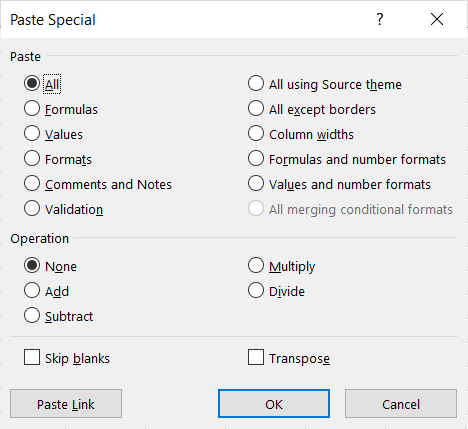 Paste Special
Paste
All
Formulas
Values
Formats
Comments and Notes
Validation
All using Source theme
All except borders
Column widths
Formulas and number formats
Values and number formats
All merging conditional formats
Operation
None
Add
Subtract
Multiply
Divide
Skip blanks
Transpose
Paste Link
OK
Cancel